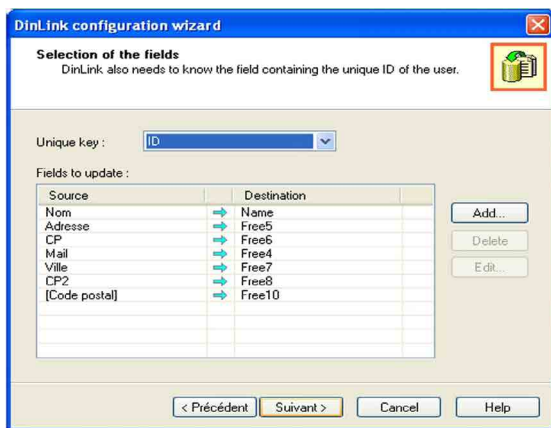 DinLink configuration wizard
Selection of the fields
DinLink also needs to know the field containing the unique ID of the user.
Unique key : ID
Fields to update :
Source Destination
Nom Name
Adresse Free5
CP Free6
Mail Free4
Ville Free7
CP2 Free8
[Code postal] Free10
Add...
Delete
Edit...
< Précédent Suivant > Cancel Help